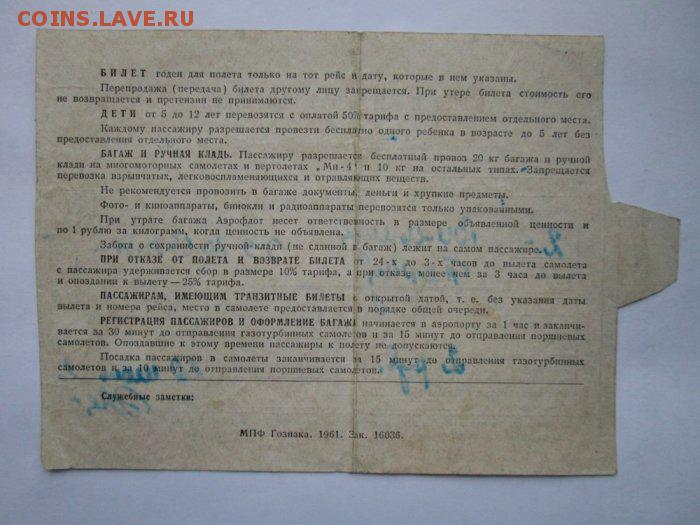 COINS.LAVE.RU
БИЛЕТ годен для полета только на тот рейс и дату, которые в нем указаны.
Перепродажа (передача) билета другому лицу запрещается. При утере билета стоимость его
не возвращается и претензии не принимаются.
ДЕТИ от 5 до 12 лет перевозятся с оплатой 50% тарифа с предоставлением отдельного места.
Каждому пассажиру разрешается провезти бесплатно одного ребенка в возрасте до 5 лет без
предоставления отдельного места.
БАГАЖ И РУЧНАЯ КЛАДЬ. Пассажиру разрешается бесплатный провоз 20 кг багажа и ручной
клади на многомоторных самолетах и вертолетах „Ми-4“ и 10 кг на остальных типах. Запрещается
перевозка взрывчатых, легковоспламеняющихся и отравляющих веществ.
Не рекомендуется провозить в багаже документы, деньги и хрупкие предметы.
Фото- и киноаппараты, бинокли и радиоаппараты перевозятся только упакованными.
При утрате багажа Аэрофлот несет ответственность в размере объявленной ценности и
по 1 рублю за килограмм, когда ценность не объявлена.
Забота о сохранности ручной клади (не сданной в багаж) лежит на самом пассажире.
ПРИ ОТКАЗЕ ОТ ПОЛЕТА И ВОЗВРАТЕ БИЛЕТА от 24-х до 3-х часов до вылета самолета
с пассажира удерживается сбор в размере 10% тарифа, а при отказе менее чем за 3 часа до вылета
и опоздании к вылету — 25% тарифа.
ПАССАЖИРАМ, ИМЕЮЩИМ ТРАНЗИТНЫЕ БИЛЕТЫ с открытой датой, т. е. без указания даты
вылета и номера рейса, место в самолете предоставляется в порядке общей очереди.
РЕГИСТРАЦИЯ ПАССАЖИРОВ И ОФОРМЛЕНИЕ БАГАЖА начинается в аэропорту за 1 час и заканчи-
вается за 30 минут до отправления газотурбинных и за 15 минут до отправления поршневых
самолетов. Опоздавшие к этому времени пассажиры к полету не допускаются.
Посадка пассажиров в самолеты заканчивается за 15 минут до отправления газотурбинных
самолетов и за 10 минут до отправления поршневых самолетов.
Служебные заметки:
МПФ Гознака. 1961. Зак. 16036.